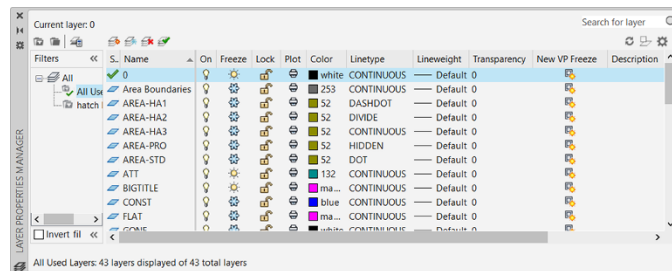 Current layer: 0
Search for layer
Filters
S.. Name On Freeze Lock Plot Color Linetype Lineweight Transparency New VP Freeze Description
All
All Use
hatch
0 white CONTINUOUS Default 0
Area Boundaries 253 CONTINUOUS Default 0
AREA-HA1 52 DASHDOT Default 0
AREA-HA2 52 DIVIDE Default 0
AREA-HA3 52 CONTINUOUS Default 0
AREA-PRO 52 HIDDEN Default 0
AREA-STD 52 DOT Default 0
ATT 132 CONTINUOUS Default 0
BIGTITLE ma... CONTINUOUS Default 0
CONST blue CONTINUOUS Default 0
FLAT ma... CONTINUOUS Default 0
GONE white CONTINUOUS Default 0
Invert fil
LAYER PROPERTIES MANAGER
All Used Layers: 43 layers displayed of 43 total layers